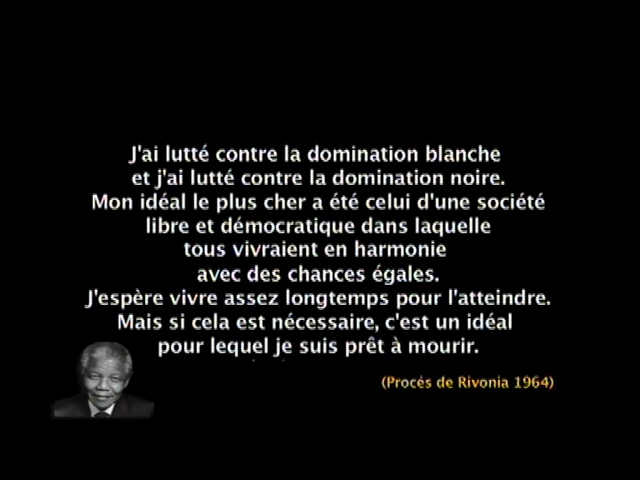 J'ai lutté contre la domination blanche
et j'ai lutté contre la domination noire.
Mon idéal le plus cher a été celui d'une société
libre et démocratique dans laquelle
tous vivraient en harmonie
avec des chances égales.
J'espère vivre assez longtemps pour l'atteindre.
Mais si cela est nécessaire, c'est un idéal
pour lequel je suis prêt à mourir.
(Procés de Rivonia 1964)